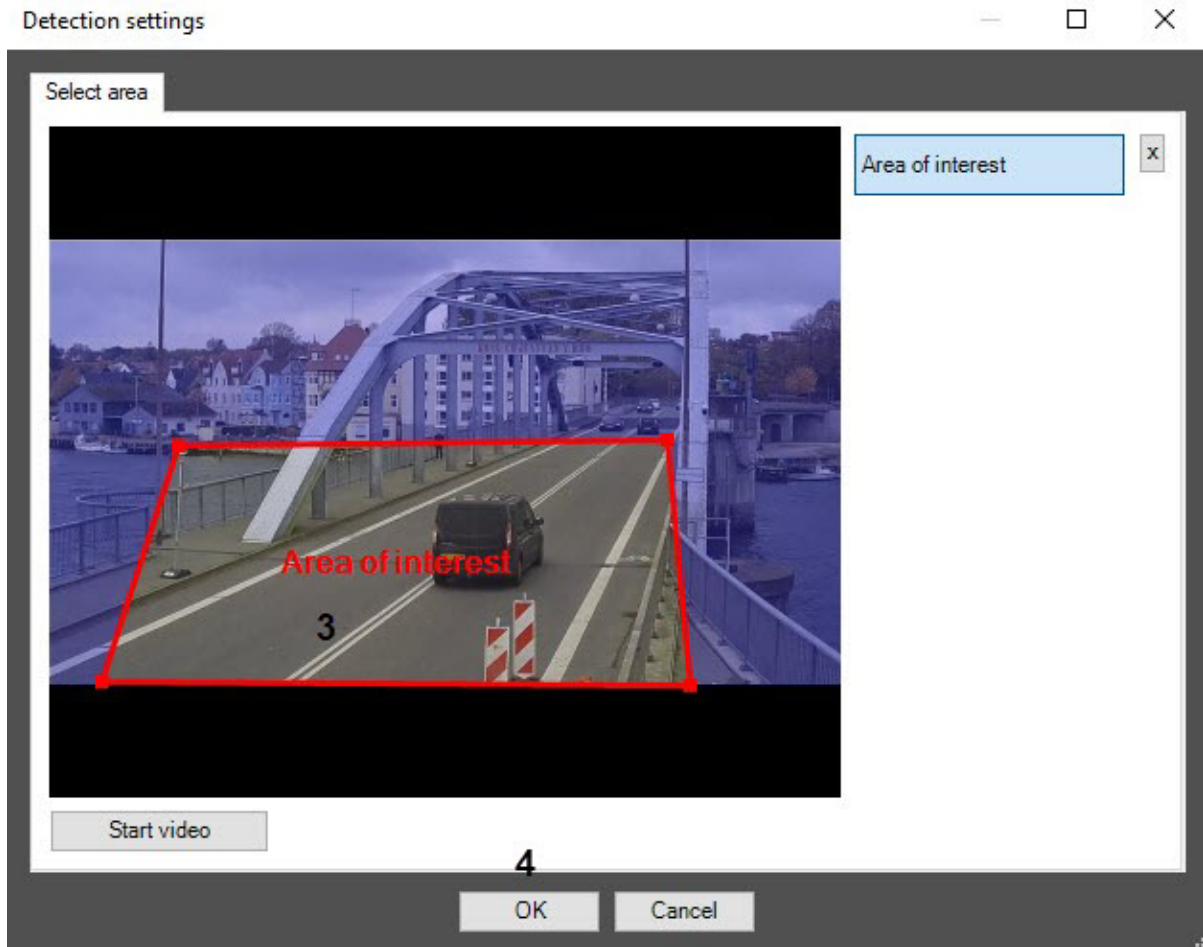 Detection settings
Select area
Area of interest
x
Area of interest
3
Start video
4
OK
Cancel